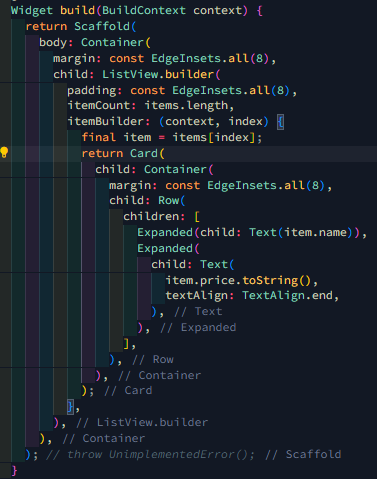 Widget build(BuildContext context) {
return Scaffold(
body: Container(
margin: const EdgeInsets.all(8),
child: ListView.builder(
padding: const EdgeInsets.all(8),
itemCount: items.length,
itemBuilder: (context, index) {
final item = items[index];
return Card(
child: Container(
margin: const EdgeInsets.all(8),
child: Row(
children: [
Expanded(child: Text(item.name)),
Expanded(
child: Text(
item.price.toString(),
textAlign: TextAlign.end,
), // Text
), // Expanded
],
), // Row
), // Container
); // Card
},
), // ListView.builder
), // Container
); // throw UnimplementedError(); // Scaffold
}